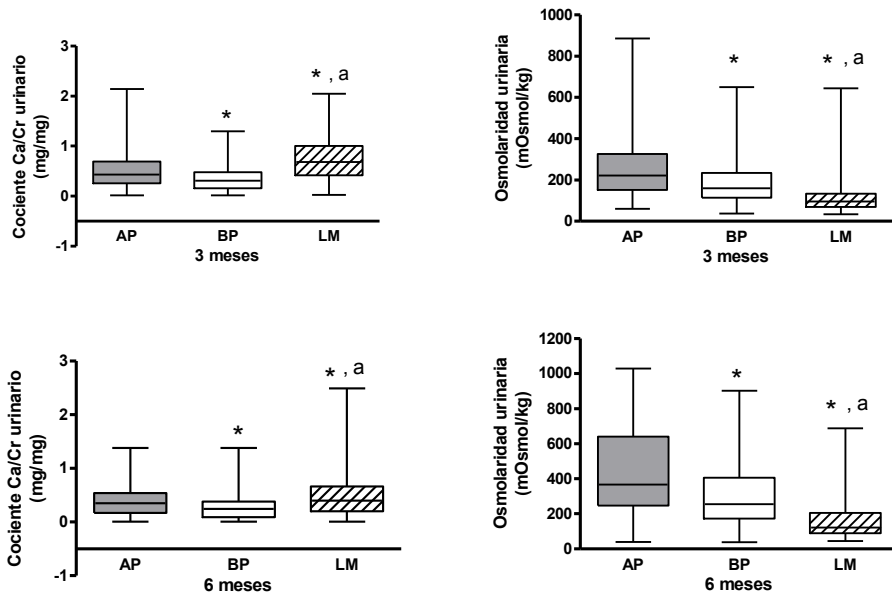 Cociente Ca/Cr urinario
(mg/mg)
3
2
1
0
-1
*
* , a
AP BP LM
3 meses
Osmolaridad urinaria
(mOsmol/kg)
1000
800
600
400
200
0
*
* , a
AP BP LM
3 meses
Cociente Ca/Cr urinario
(mg/mg)
3
2
1
0
-1
*
* , a
AP BP LM
6 meses
Osmolaridad urinaria
(mOsmol/kg)
1200
1000
800
600
400
200
0
*
* , a
AP BP LM
6 meses